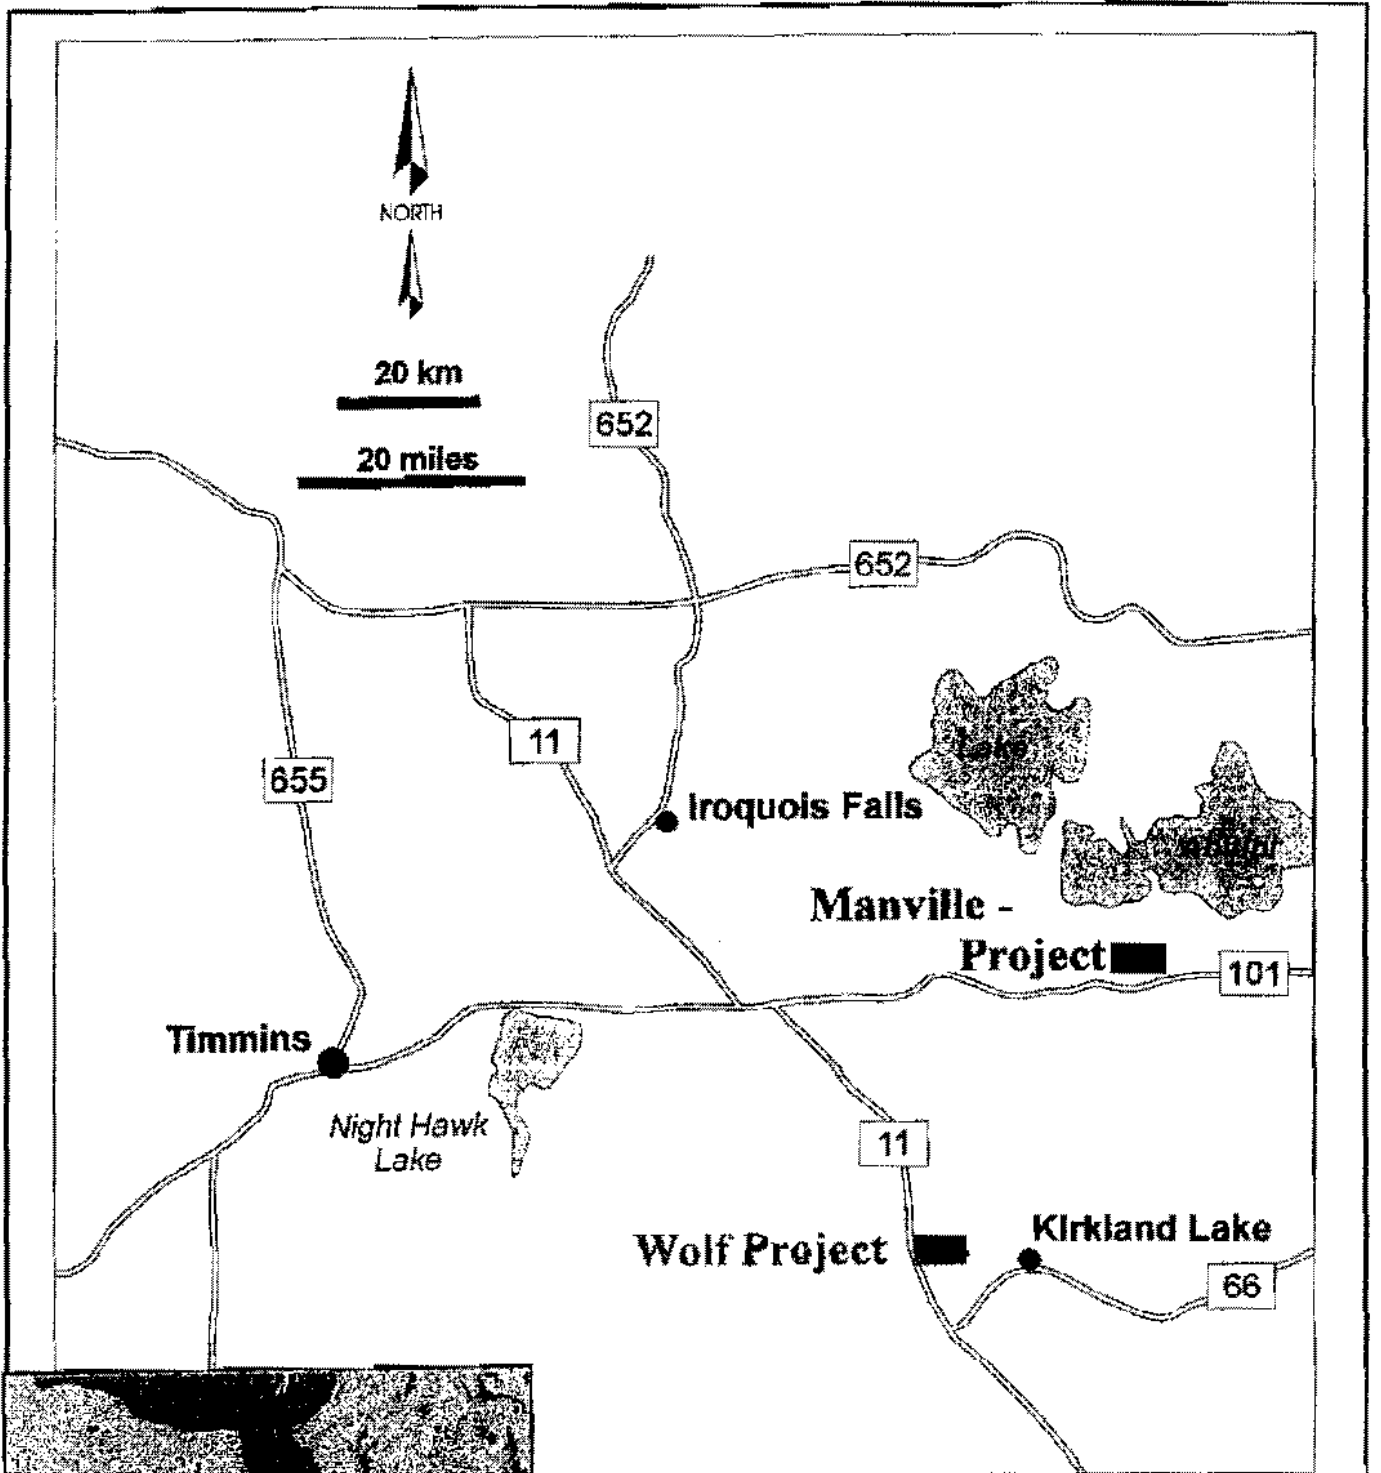 NORTH
20 km
20 miles
652
652
11
655
Iroquois Falls
Lake
Manville -
Project
101
Timmins
Night Hawk
Lake
11
Wolf Project
Kirkland Lake
66